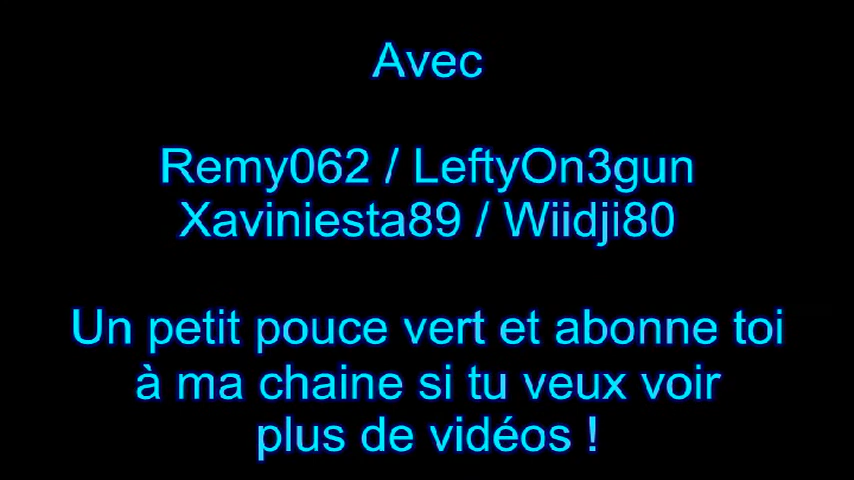 Avec
Remy062 / LeftyOn3gun
Xaviniesta89 / Wiidji80
Un petit pouce vert et abonne toi
à ma chaine si tu veux voir
plus de vidéos !